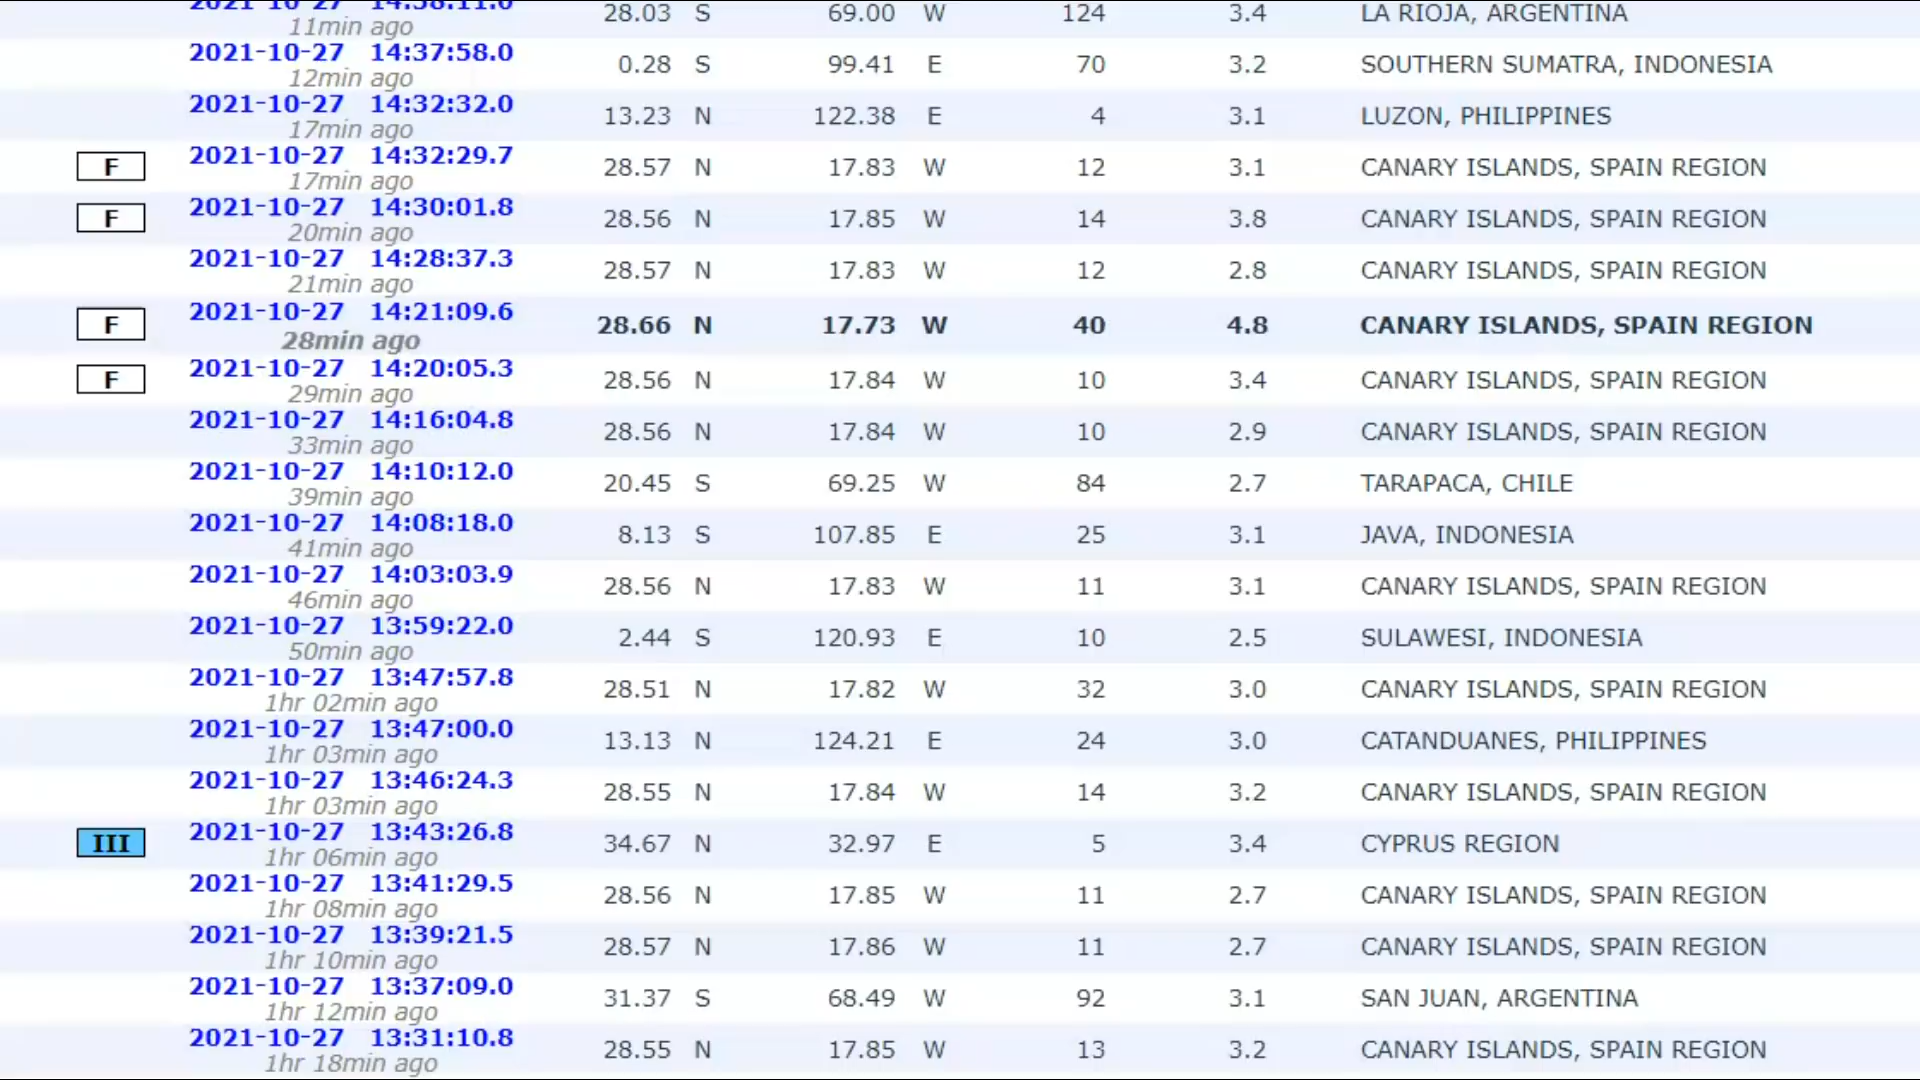 2021-10-27 14:38:11.0
11min ago 28.03 S 69.00 W 124 3.4 LA RIOJA, ARGENTINA
2021-10-27 14:37:58.0
12min ago 0.28 S 99.41 E 70 3.2 SOUTHERN SUMATRA, INDONESIA
2021-10-27 14:32:32.0
17min ago 13.23 N 122.38 E 4 3.1 LUZON, PHILIPPINES
F 2021-10-27 14:32:29.7
17min ago 28.57 N 17.83 W 12 3.1 CANARY ISLANDS, SPAIN REGION
F 2021-10-27 14:30:01.8
20min ago 28.56 N 17.85 W 14 3.8 CANARY ISLANDS, SPAIN REGION
2021-10-27 14:28:37.3
21min ago 28.57 N 17.83 W 12 2.8 CANARY ISLANDS, SPAIN REGION
F 2021-10-27 14:21:09.6
28min ago 28.66 N 17.73 W 40 4.8 CANARY ISLANDS, SPAIN REGION
F 2021-10-27 14:20:05.3
29min ago 28.56 N 17.84 W 10 3.4 CANARY ISLANDS, SPAIN REGION
2021-10-27 14:16:04.8
33min ago 28.56 N 17.84 W 10 2.9 CANARY ISLANDS, SPAIN REGION
2021-10-27 14:10:12.0
39min ago 20.45 S 69.25 W 84 2.7 TARAPACA, CHILE
2021-10-27 14:08:18.0
41min ago 8.13 S 107.85 E 25 3.1 JAVA, INDONESIA
2021-10-27 14:03:03.9
46min ago 28.56 N 17.83 W 11 3.1 CANARY ISLANDS, SPAIN REGION
2021-10-27 13:59:22.0
50min ago 2.44 S 120.93 E 10 2.5 SULAWESI, INDONESIA
2021-10-27 13:47:57.8
1hr 02min ago 28.51 N 17.82 W 32 3.0 CANARY ISLANDS, SPAIN REGION
2021-10-27 13:47:00.0
1hr 03min ago 13.13 N 124.21 E 24 3.0 CATANDUANES, PHILIPPINES
2021-10-27 13:46:24.3
1hr 03min ago 28.55 N 17.84 W 14 3.2 CANARY ISLANDS, SPAIN REGION
III 2021-10-27 13:43:26.8
1hr 06min ago 34.67 N 32.97 E 5 3.4 CYPRUS REGION
2021-10-27 13:41:29.5
1hr 08min ago 28.56 N 17.85 W 11 2.7 CANARY ISLANDS, SPAIN REGION
2021-10-27 13:39:21.5
1hr 10min ago 28.57 N 17.86 W 11 2.7 CANARY ISLANDS, SPAIN REGION
2021-10-27 13:37:09.0
1hr 12min ago 31.37 S 68.49 W 92 3.1 SAN JUAN, ARGENTINA
2021-10-27 13:31:10.8
1hr 18min ago 28.55 N 17.85 W 13 3.2 CANARY ISLANDS, SPAIN REGION